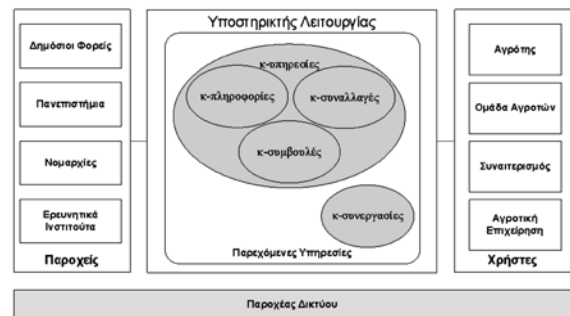 Δημόσιοι Φορείς
Πανεπιστήμια
Νομαρχίες
Ερευνητικά
Ινστιτούτα
Παροχείς
Υποστηρικτής Λειτουργίας
κ-υπηρεσίες
κ-πληροφορίες
κ-συναλλαγές
κ-συμβουλές
κ-συνεργασίες
Παρεχόμενες Υπηρεσίες
Αγρότης
Ομάδα Αγροτών
Συναιτερισμός
Αγροτική
Επιχείρηση
Χρήστες
Παροχέας Δικτύου